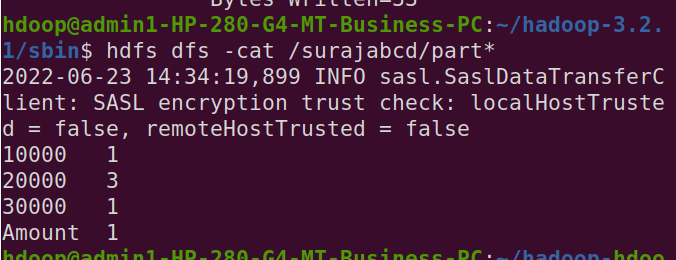 Bytes Written=33
hdoop@admin1-HP-280-G4-MT-Business-PC:~/hadoop-3.2.
1/sbin$ hdfs dfs -cat /surajabcd/part*
2022-06-23 14:34:19,899 INFO sasl.SaslDataTransferC
lient: SASL encryption trust check: localHostTruste
d = false, remoteHostTrusted = false
10000   1
20000   3
30000   1
Amount  1
hdoop@admin1-HP-280-G4-MT-Business-PC:~/hadoop-hdoo